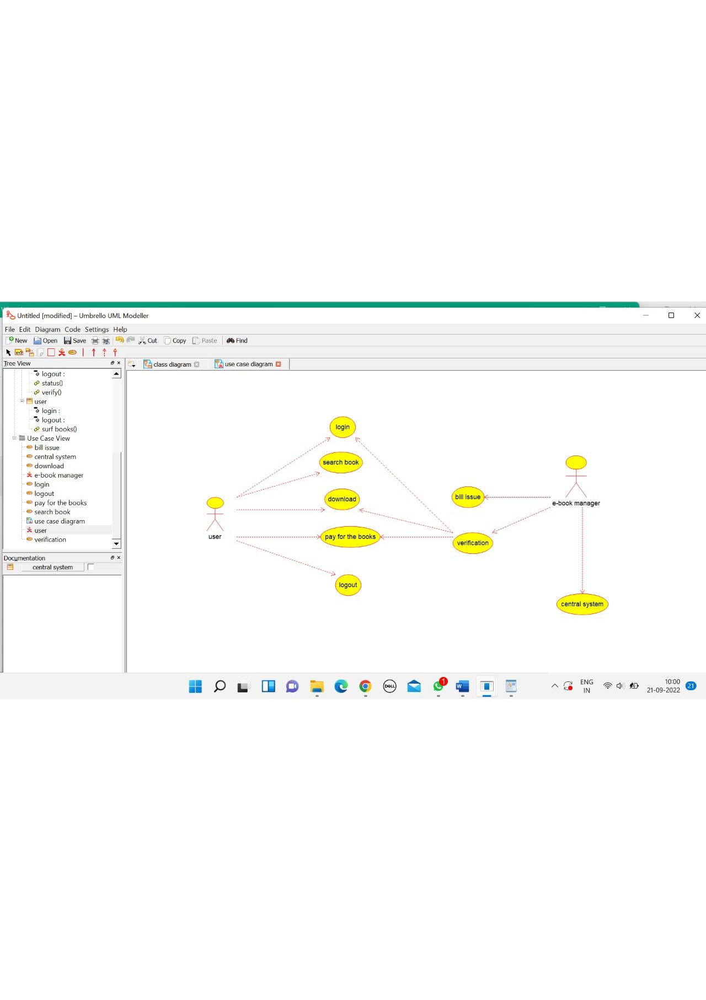 Untitled [modified] – Umbrello UML Modeller
File Edit Diagram Code Settings Help
New Open Save Cut Copy Paste Find
Tree View
class diagram
use case diagram
logout :
status()
verify()
user
login :
logout :
surf books()
Use Case View
bill issue
central system
download
e-book manager
login
logout
pay for the books
search book
use case diagram
user
verification
Documentation
central system
login
search book
download
bill issue
e-book manager
user
pay for the books
verification
logout
central system
DELL
1
W
ENG
IN
10:00
21-09-2022
21